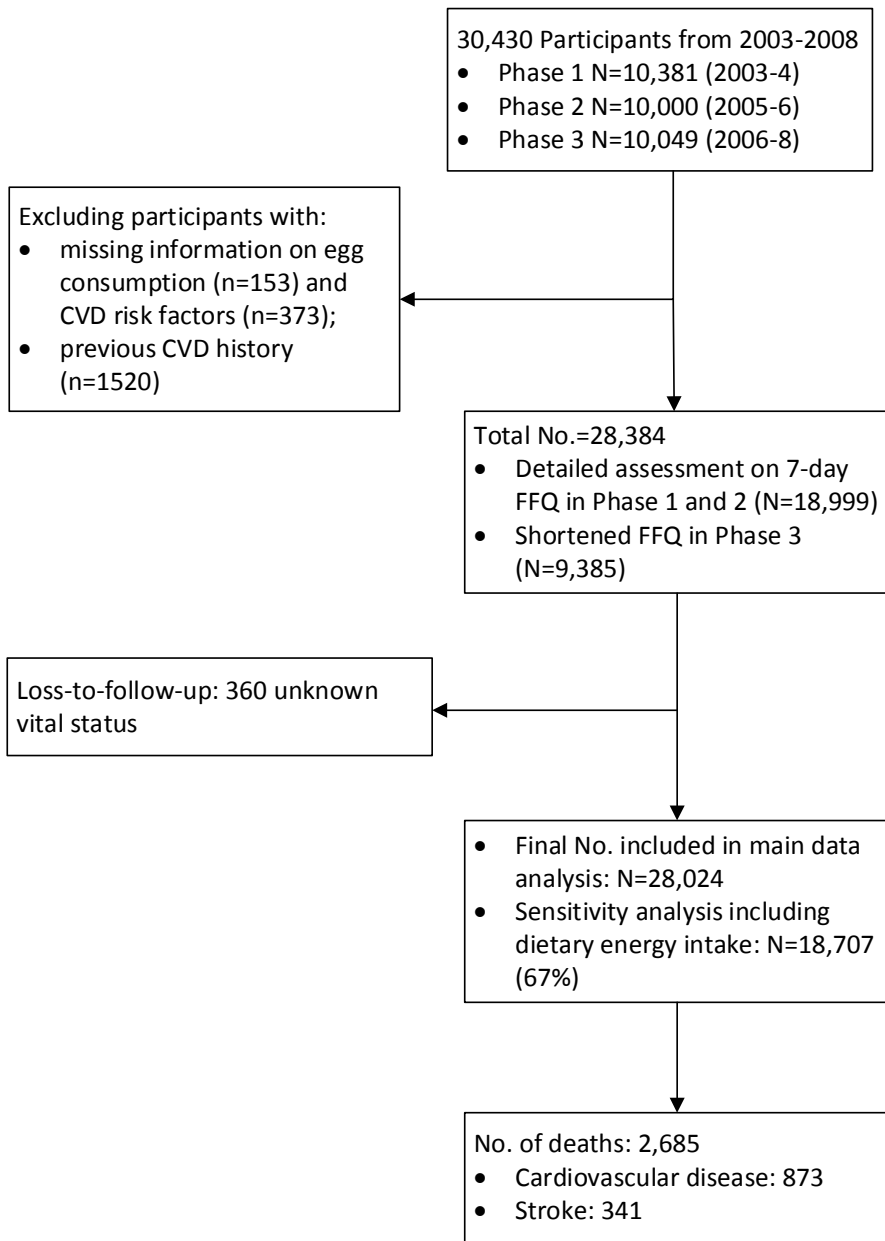 30,430 Participants from 2003-2008
• Phase 1 N=10,381 (2003-4)
• Phase 2 N=10,000 (2005-6)
• Phase 3 N=10,049 (2006-8)
Excluding participants with:
• missing information on egg
consumption (n=153) and
CVD risk factors (n=373);
• previous CVD history
(n=1520)
Total No.=28,384
• Detailed assessment on 7-day
FFQ in Phase 1 and 2 (N=18,999)
• Shortened FFQ in Phase 3
(N=9,385)
Loss-to-follow-up: 360 unknown
vital status
• Final No. included in main data
analysis: N=28,024
• Sensitivity analysis including
dietary energy intake: N=18,707
(67%)
No. of deaths: 2,685
• Cardiovascular disease: 873
• Stroke: 341